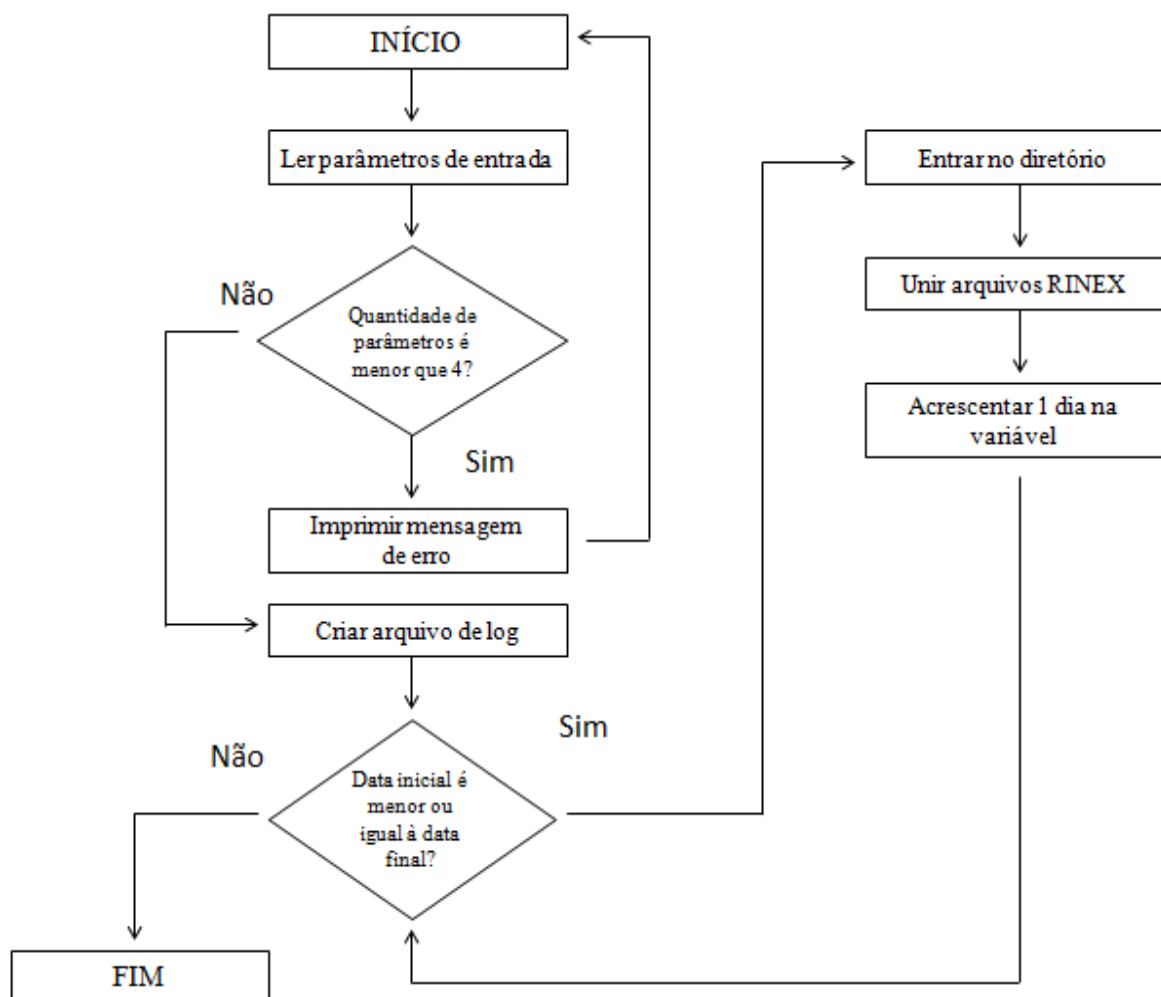 INÍCIO
Ler parâmetros de entrada
Não
Quantidade de
parâmetros é
menor que 4?
Sim
Imprimir mensagem
de erro
Criar arquivo de log
Não
Sim
Data inicial é
menor ou
igual à data
final?
FIM
Entrar no diretório
Unir arquivos RINEX
Acrescentar 1 dia na
variável